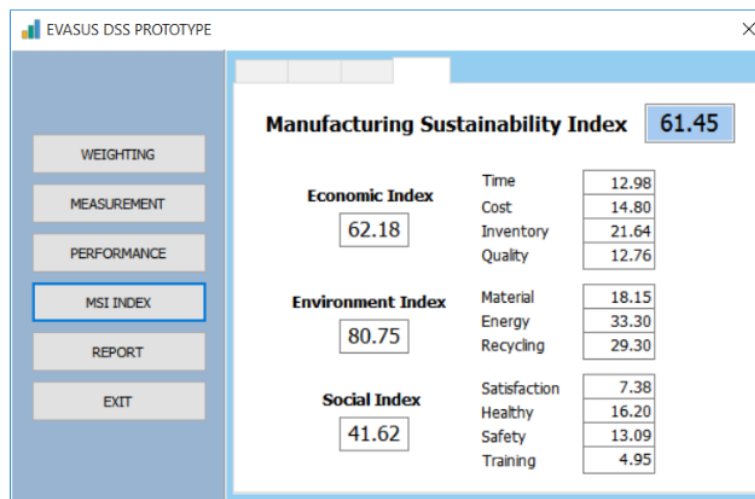 EVASUS DSS PROTOTYPE
WEIGHTING
MEASUREMENT
PERFORMANCE
MSI INDEX
REPORT
EXIT
Manufacturing Sustainability Index 61.45
Economic Index
62.18
Time 12.98
Cost 14.80
Inventory 21.64
Quality 12.76
Environment Index
80.75
Material 18.15
Energy 33.30
Recycling 29.30
Social Index
41.62
Satisfaction 7.38
Healthy 16.20
Safety 13.09
Training 4.95